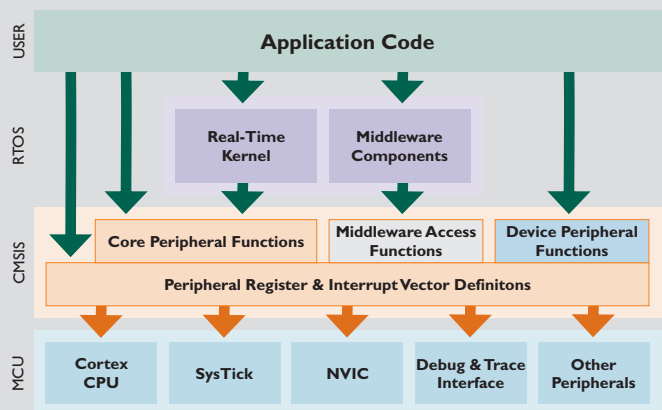 USER
Application Code
RTOS
Real-Time
Kernel
Middleware
Components
CMSIS
Core Peripheral Functions
Middleware Access
Functions
Device Peripheral
Functions
Peripheral Register & Interrupt Vector Definitons
MCU
Cortex
CPU
SysTick
NVIC
Debug & Trace
Interface
Other
Peripherals